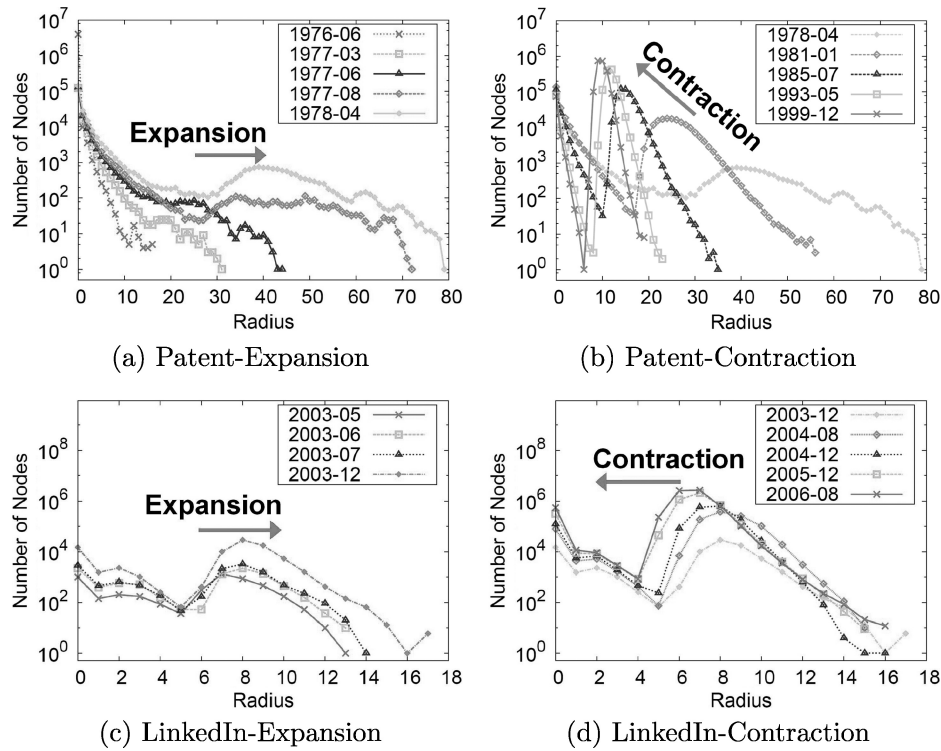 10^7
10^6
10^5
10^4
10^3
10^2
10^1
10^0
Number of Nodes
1976-06
1977-03
1977-06
1977-08
1978-04
Expansion
0 10 20 30 40 50 60 70 80
Radius
(a) Patent-Expansion
10^7
10^6
10^5
10^4
10^3
10^2
10^1
10^0
Number of Nodes
1978-04
1981-01
1985-07
1993-05
1999-12
Contraction
0 10 20 30 40 50 60 70 80
Radius
(b) Patent-Contraction
10^8
10^6
10^4
10^2
10^0
Number of Nodes
2003-05
2003-06
2003-07
2003-12
Expansion
0 2 4 6 8 10 12 14 16 18
Radius
(c) LinkedIn-Expansion
10^8
10^6
10^4
10^2
10^0
Number of Nodes
2003-12
2004-08
2004-12
2005-12
2006-08
Contraction
0 2 4 6 8 10 12 14 16 18
Radius
(d) LinkedIn-Contraction